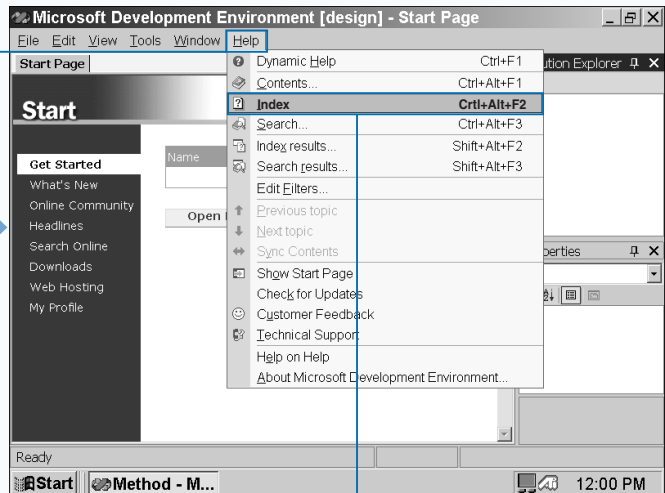 Microsoft Development Environment [design] - Start Page
File Edit View Tools Window Help
Start Page
Dynamic Help Ctrl+F1
ution Explorer
Contents... Ctrl+Alt+F1
Index Crtl+Alt+F2
Start
Search... Ctrl+Alt+F3
Index results... Shift+Alt+F2
Search results... Shift+Alt+F3
Edit Filters...
Previous topic
Next topic
Sync Contents
Show Start Page
Check for Updates
Customer Feedback
Technical Support
Help on Help
About Microsoft Development Environment...
Get Started
What's New
Online Community
Headlines
Search Online
Downloads
Web Hosting
My Profile
Name
Open
perties
Ready
Start Method - M... 12:00 PM